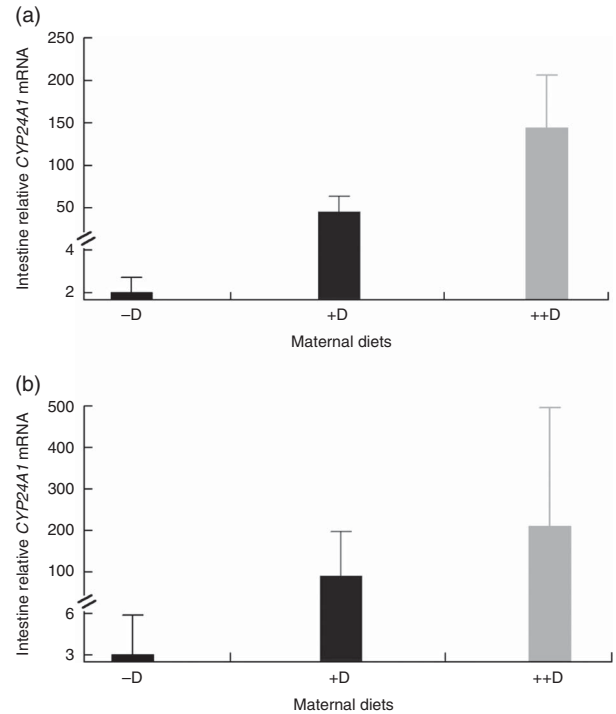 (a)
Intestine relative CYP24A1 mRNA
250
200
150
100
50
4
2
–D
+D
++D
Maternal diets
(b)
Intestine relative CYP24A1 mRNA
500
400
300
200
100
6
3
–D
+D
++D
Maternal diets